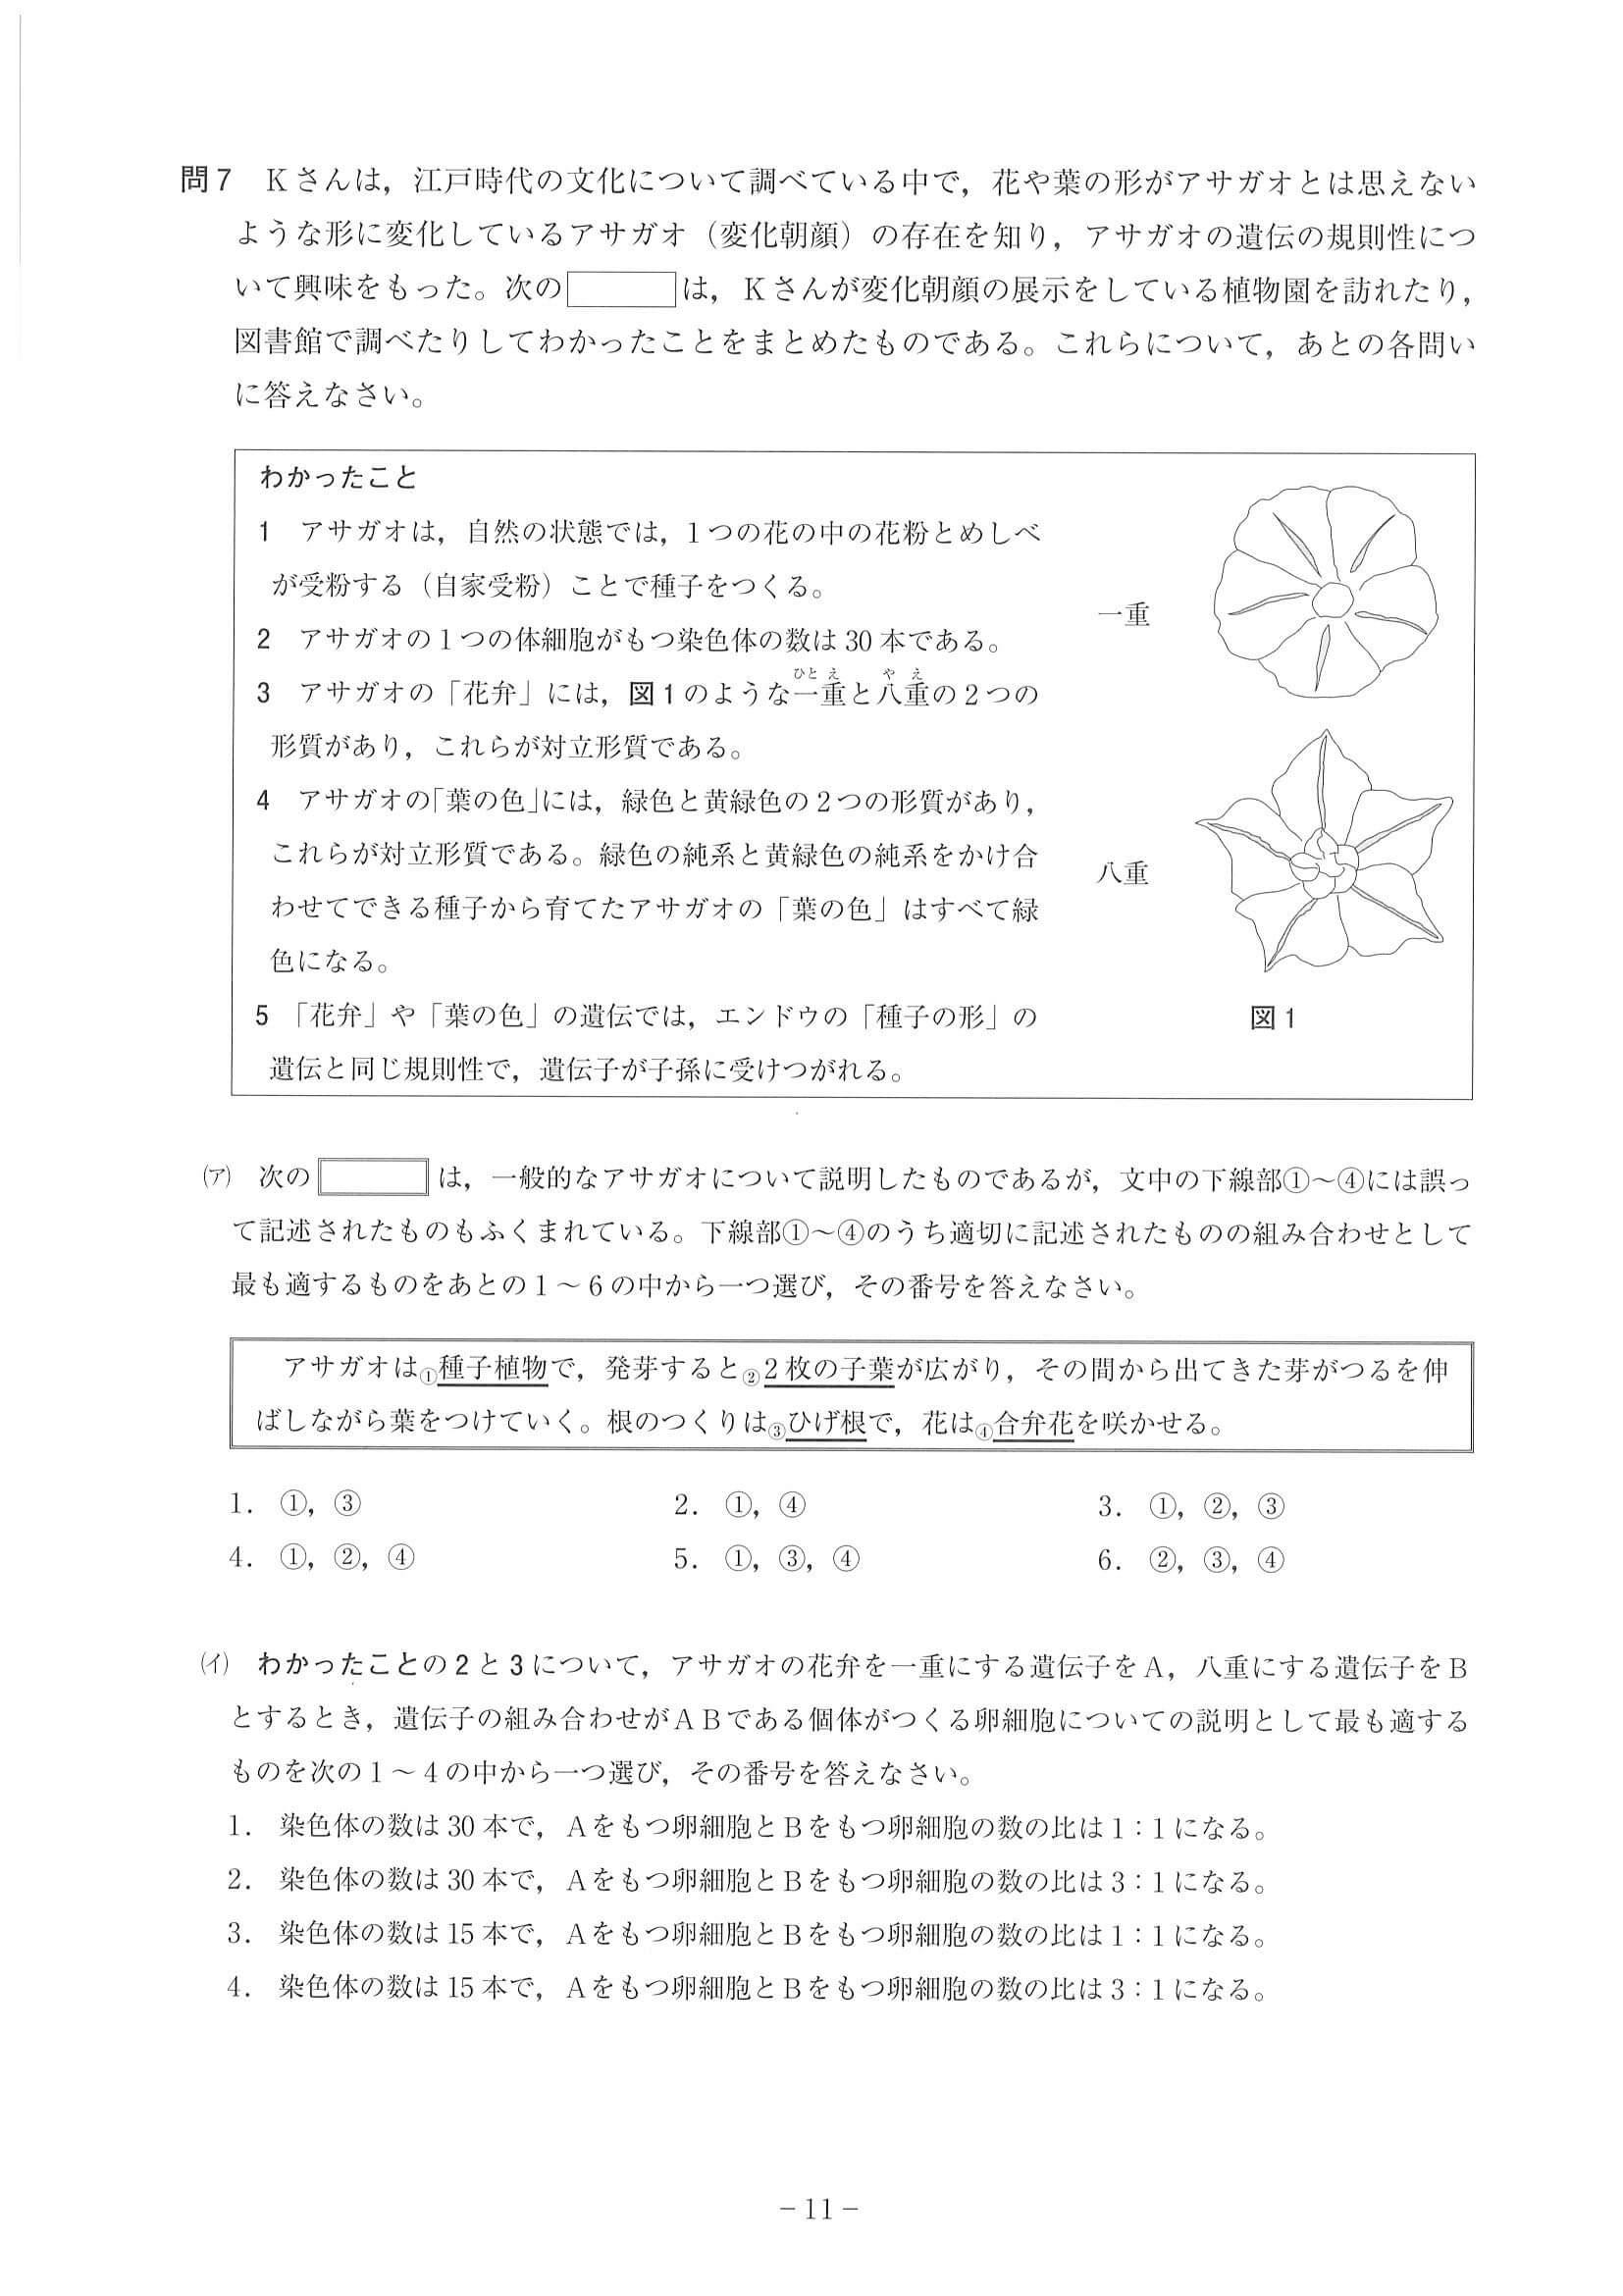 問7　Kさんは，江戸時代の文化について調べている中で，花や葉の形がアサガオとは思えない
ような形に変化しているアサガオ（変化朝顔）の存在を知り，アサガオの遺伝の規則性につ
いて興味をもった。次の　　　　は，Kさんが変化朝顔の展示をしている植物園を訪れたり，
図書館で調べたりしてわかったことをまとめたものである。これらについて，あとの各問い
に答えなさい。
わかったこと
1　アサガオは，自然の状態では，1つの花の中の花粉とめしべ
が受粉する（自家受粉）ことで種子をつくる。
2　アサガオの1つの体細胞がもつ染色体の数は30本である。
ひとえ　やえ
3　アサガオの「花弁」には，図1のような一重と八重の2つの
形質があり，これらが対立形質である。
4　アサガオの「葉の色」には，緑色と黄緑色の2つの形質があり，
これらが対立形質である。緑色の純系と黄緑色の純系をかけ合
わせてできる種子から育てたアサガオの「葉の色」はすべて緑
色になる。
5　「花弁」や「葉の色」の遺伝では，エンドウの「種子の形」の
遺伝と同じ規則性で，遺伝子が子孫に受けつがれる。
一重
八重
図1
(ア)　次の　　　　は，一般的なアサガオについて説明したものであるが，文中の下線部①～④には誤っ
て記述されたものもふくまれている。下線部①～④のうち適切に記述されたものの組み合わせとして
最も適するものをあとの1～6の中から一つ選び，その番号を答えなさい。
アサガオは①種子植物で，発芽すると②2枚の子葉が広がり，その間から出てきた芽がつるを伸
ばしながら葉をつけていく。根のつくりは③ひげ根で，花は④合弁花を咲かせる。
1．①，③　2．①，④　3．①，②，③
4．①，②，④　5．①，③，④　6．②，③，④
(イ)　わかったことの2と3について，アサガオの花弁を一重にする遺伝子をA，八重にする遺伝子をB
とするとき，遺伝子の組み合わせがABである個体がつくる卵細胞についての説明として最も適する
ものを次の1～4の中から一つ選び，その番号を答えなさい。
1．染色体の数は30本で，Aをもつ卵細胞とBをもつ卵細胞の数の比は1：1になる。
2．染色体の数は30本で，Aをもつ卵細胞とBをもつ卵細胞の数の比は3：1になる。
3．染色体の数は15本で，Aをもつ卵細胞とBをもつ卵細胞の数の比は1：1になる。
4．染色体の数は15本で，Aをもつ卵細胞とBをもつ卵細胞の数の比は3：1になる。
－11－